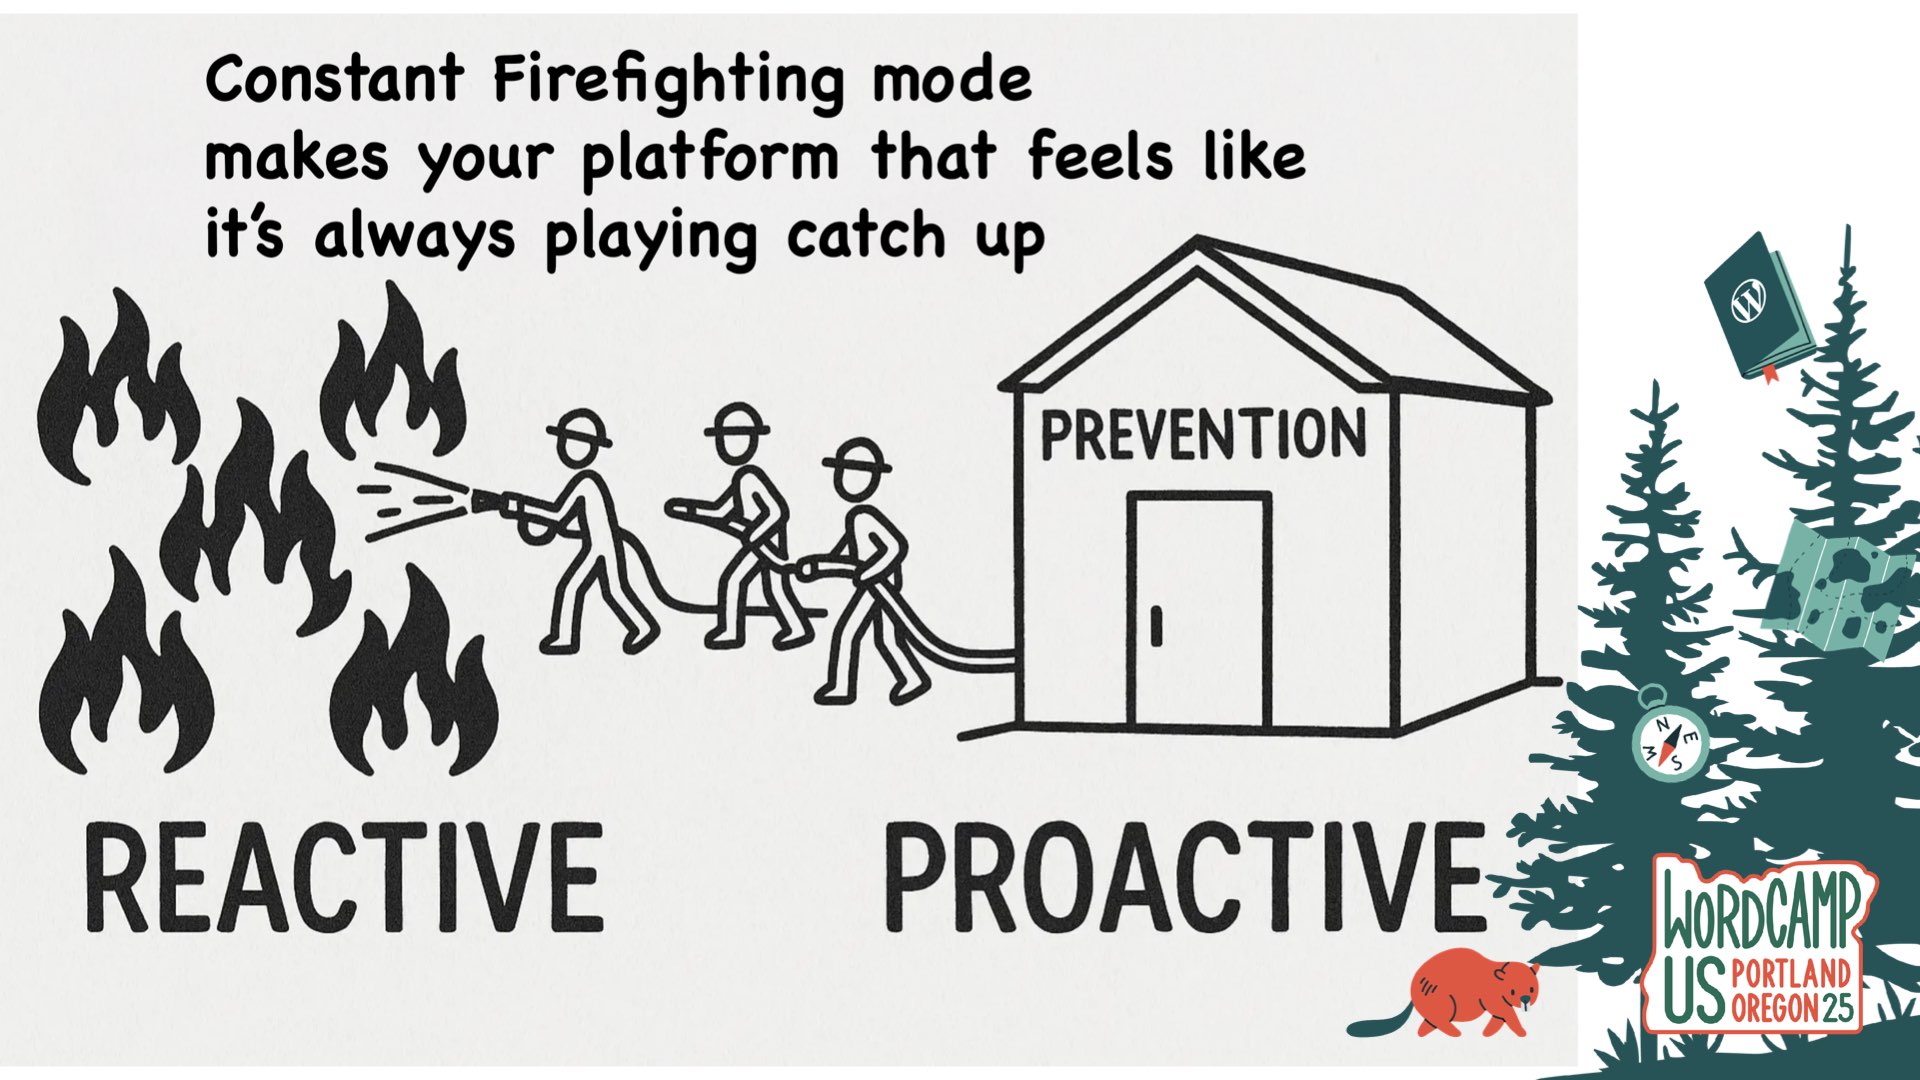 Constant Firefighting mode
makes your platform that feels like
it's always playing catch up
PREVENTION
REACTIVE
PROACTIVE
W
N
E
S
W
WORDCAMP
US PORTLAND
OREGON 25